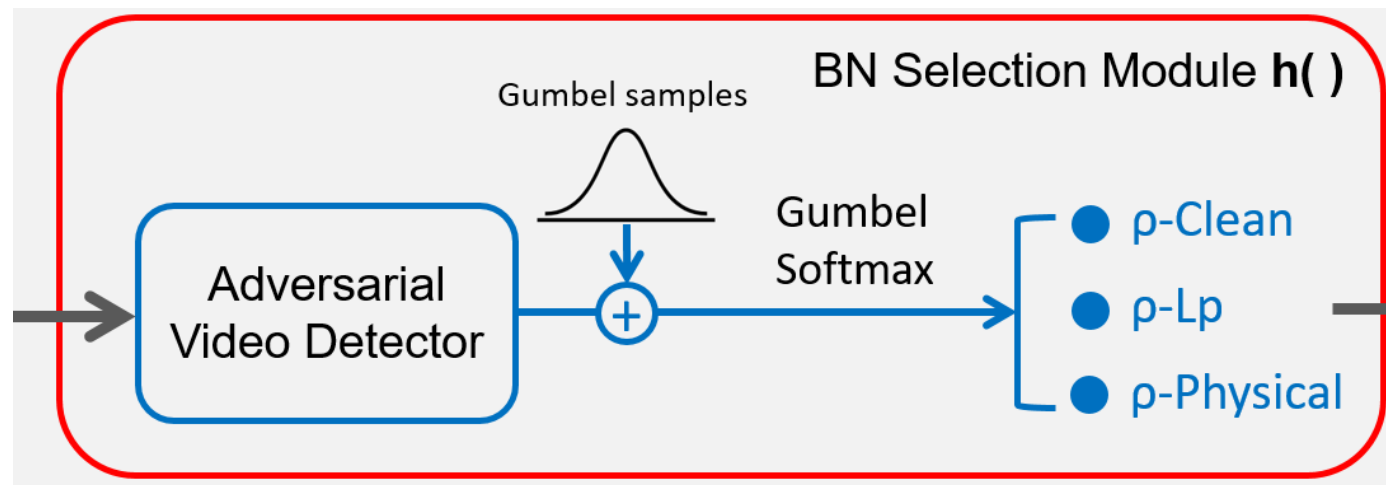 BN Selection Module h( )
Gumbel samples
Adversarial
Video Detector
+
Gumbel
Softmax
ρ-Clean
ρ-Lp
ρ-Physical